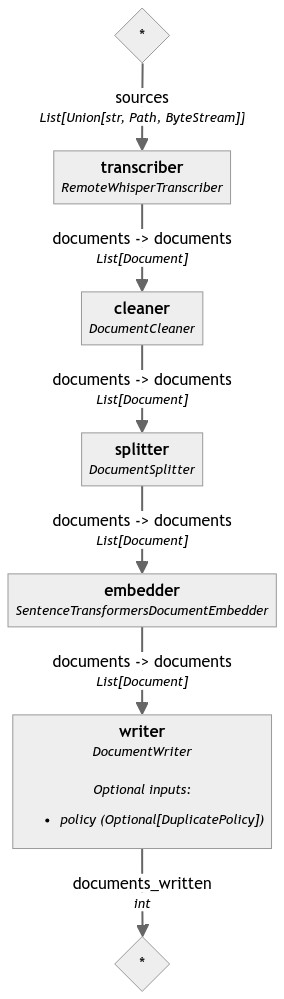 *
sources
List[Union[str, Path, ByteStream]]
transcriber
RemoteWhisperTranscriber
documents -> documents
List[Document]
cleaner
DocumentCleaner
documents -> documents
List[Document]
splitter
DocumentSplitter
documents -> documents
List[Document]
embedder
SentenceTransformersDocumentEmbedder
documents -> documents
List[Document]
writer
DocumentWriter
Optional inputs:
• policy (Optional[DuplicatePolicy])
documents_written
int
*